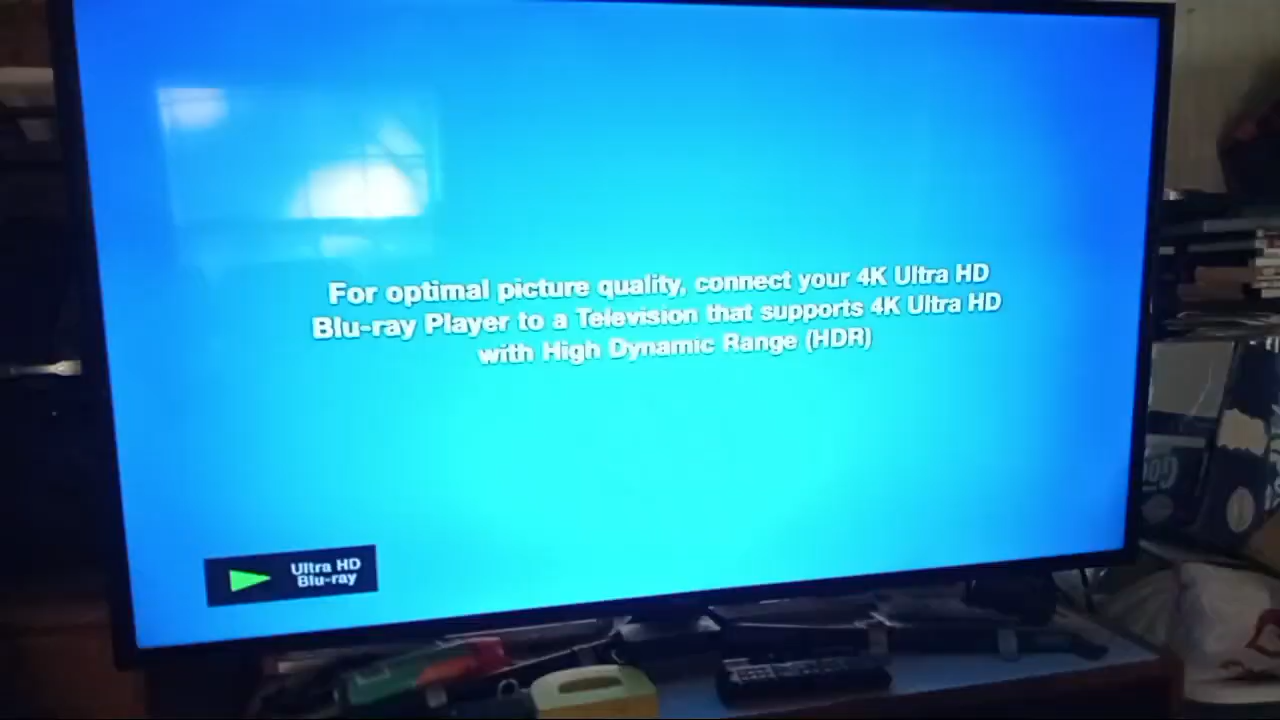 For optimal picture quality, connect your 4K Ultra HD
Blu-ray Player to a Television that supports 4K Ultra HD
with High Dynamic Range (HDR)
Ultra HD
Blu-ray